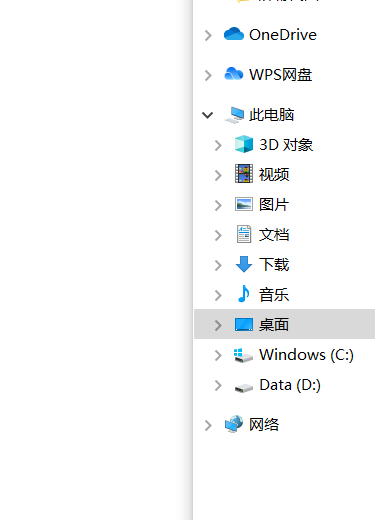 OneDrive
WPS网盘
此电脑
3D 对象
视频
图片
文档
下载
音乐
桌面
Windows (C:)
Data (D:)
网络